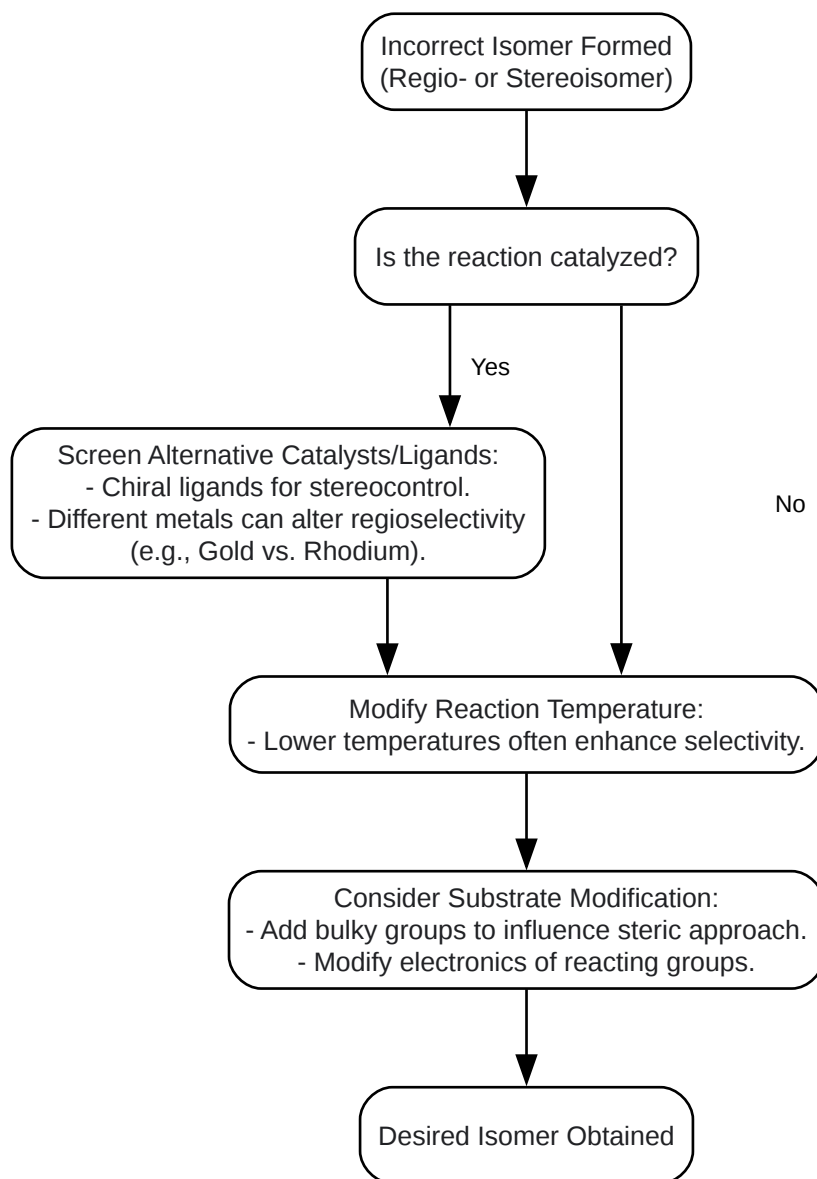 Incorrect Isomer Formed
(Regio- or Stereoisomer)
Is the reaction catalyzed?
Yes
Screen Alternative Catalysts/Ligands:
- Chiral ligands for stereocontrol.
- Different metals can alter regioselectivity
(e.g., Gold vs. Rhodium).
No
Modify Reaction Temperature:
- Lower temperatures often enhance selectivity.
Consider Substrate Modification:
- Add bulky groups to influence steric approach.
- Modify electronics of reacting groups.
Desired Isomer Obtained